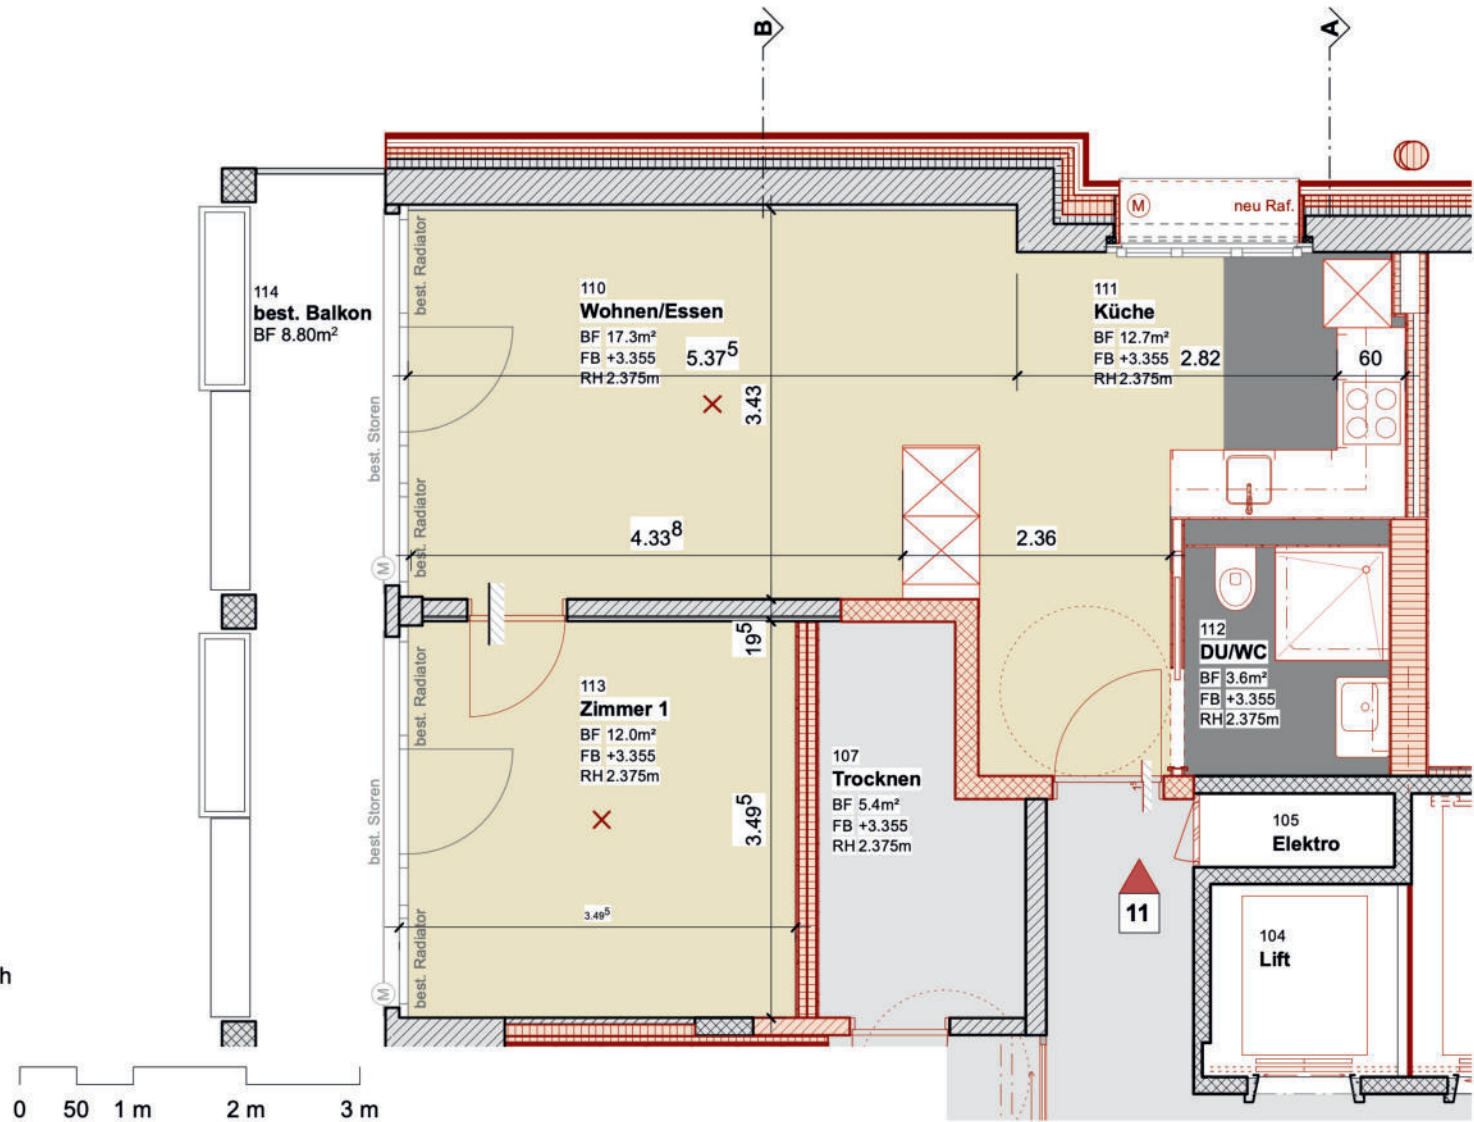 B
A
M
neu Raf.
best. Radiator
114
best. Balkon
BF 8.80m²
110
Wohnen/Essen
BF 17.3m²
FB +3.355
RH 2.375m
5.37⁵
3.43
111
Küche
BF 12.7m²
FB +3.355
RH 2.375m
2.82
60
best. Storen
best. Radiator
4.33⁸
2.36
M
19⁵
112
DU/WC
BF 3.6m²
FB +3.355
RH 2.375m
best. Radiator
113
Zimmer 1
BF 12.0m²
FB +3.355
RH 2.375m
107
Trocknen
BF 5.4m²
FB +3.355
RH 2.375m
3.49⁵
best. Storen
105
Elektro
3.49⁵
11
best. Radiator
104
Lift
h
M
0 50 1 m 2 m 3 m